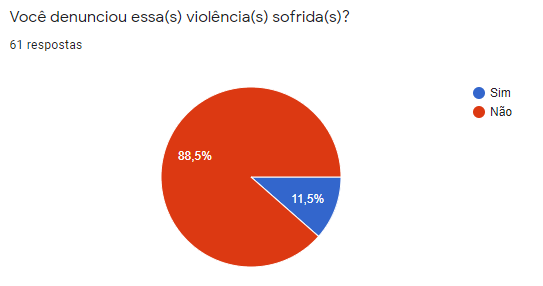 Você denunciou essa(s) violência(s) sofrida(s)?
61 respostas
Sim
Não
88,5%
11,5%